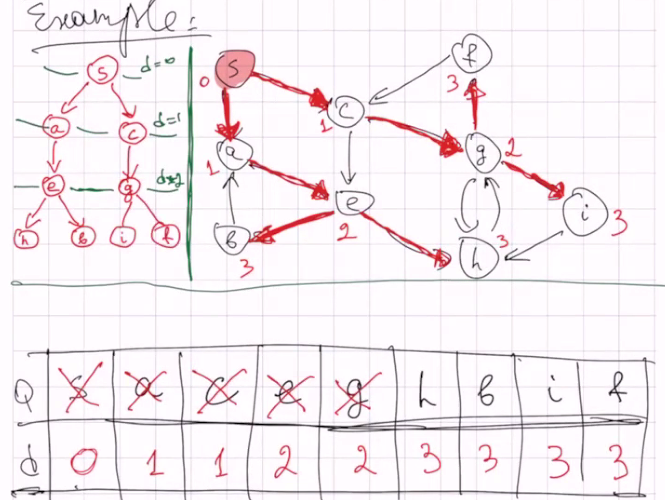 Example:
S d=0
a c d=1
e g d=2
h b i f
S 0
f 3
c 1
a 1
g 2
e 2
i 3
b 3
h 3
Q s a c e g h b i f
d 0 1 1 2 2 3 3 3 3